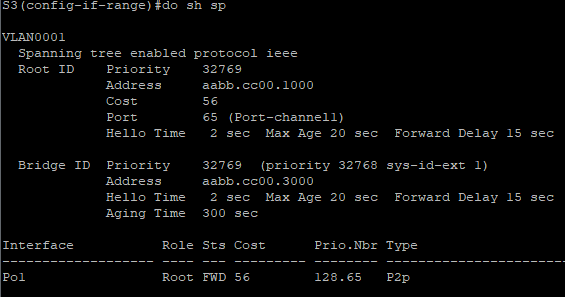 S3(config-if-range)#do sh sp
VLAN0001
  Spanning tree enabled protocol ieee
  Root ID    Priority    32769
             Address     aabb.cc00.1000
             Cost        56
             Port        65 (Port-channel1)
             Hello Time   2 sec  Max Age 20 sec  Forward Delay 15 sec
  Bridge ID  Priority    32769  (priority 32768 sys-id-ext 1)
             Address     aabb.cc00.3000
             Hello Time   2 sec  Max Age 20 sec  Forward Delay 15 sec
             Aging Time  300 sec
Interface           Role Sts Cost      Prio.Nbr Type
------------------- ---- --- --------- -------- -----------------------
Po1                 Root FWD 56        128.65   P2p